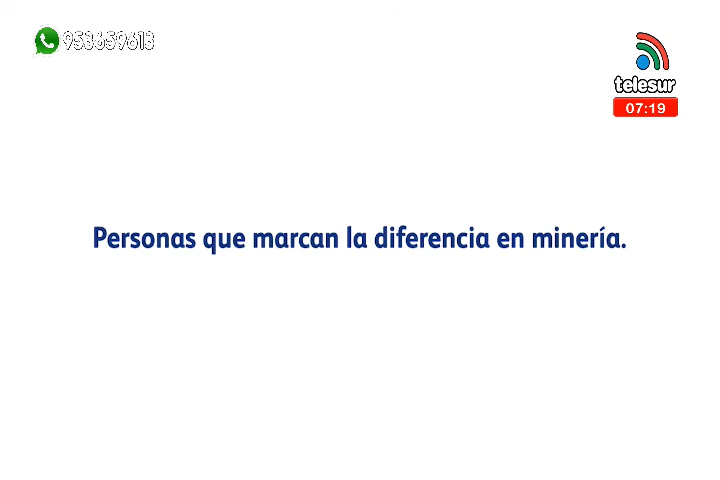 953659613
telesur
07:19
Personas que marcan la diferencia en minería.